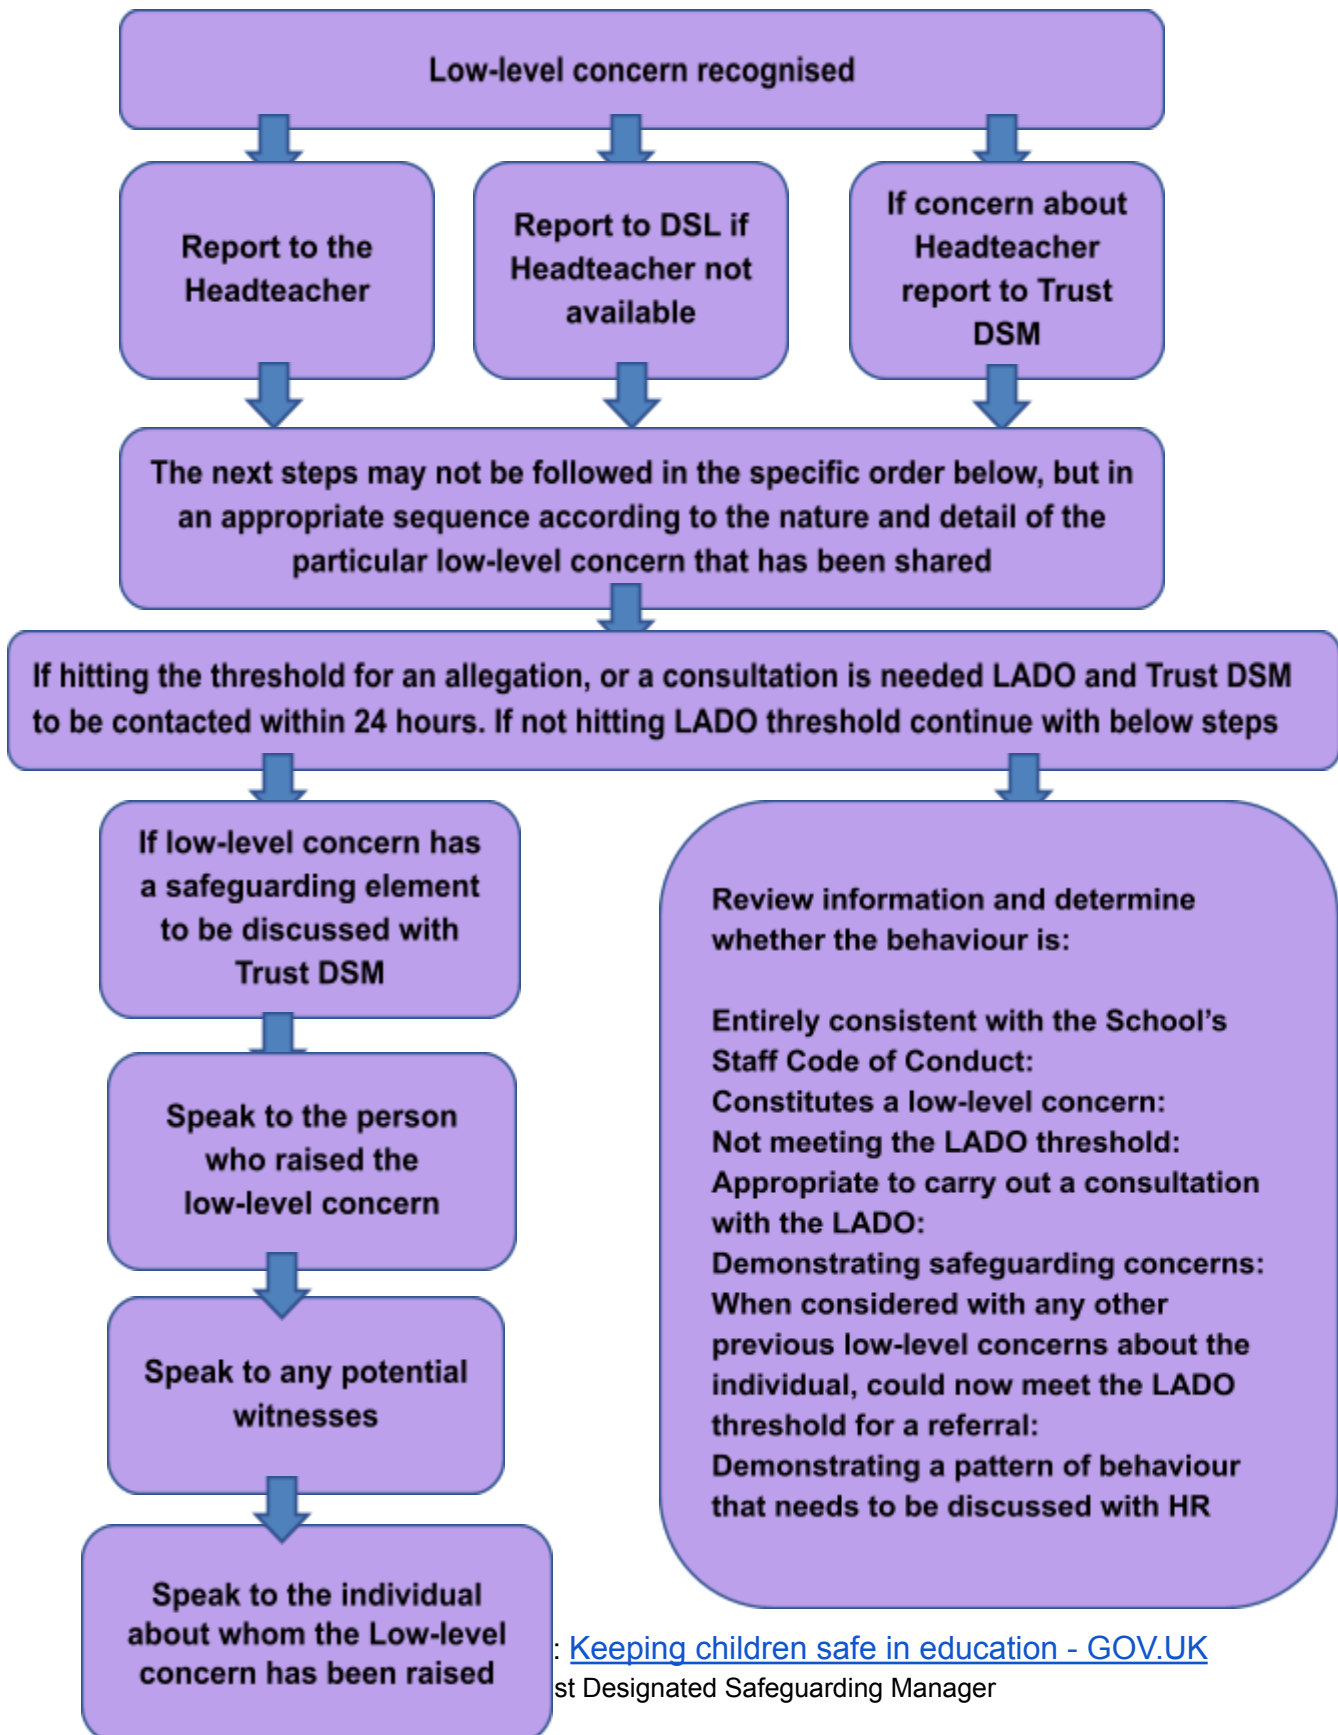 Low-level concern recognised
Report to the
Headteacher
Report to DSL if
Headteacher not
available
If concern about
Headteacher
report to Trust
DSM
The next steps may not be followed in the specific order below, but in
an appropriate sequence according to the nature and detail of the
particular low-level concern that has been shared
If hitting the threshold for an allegation, or a consultation is needed LADO and Trust DSM
to be contacted within 24 hours. If not hitting LADO threshold continue with below steps
If low-level concern has
a safeguarding element
to be discussed with
Trust DSM
Speak to the person
who raised the
low-level concern
Speak to any potential
witnesses
Speak to the individual
about whom the Low-level
concern has been raised
Review information and determine
whether the behaviour is:
Entirely consistent with the School’s
Staff Code of Conduct:
Constitutes a low-level concern:
Not meeting the LADO threshold:
Appropriate to carry out a consultation
with the LADO:
Demonstrating safeguarding concerns:
When considered with any other
previous low-level concerns about the
individual, could now meet the LADO
threshold for a referral:
Demonstrating a pattern of behaviour
that needs to be discussed with HR
: Keeping children safe in education - GOV.UK
st Designated Safeguarding Manager